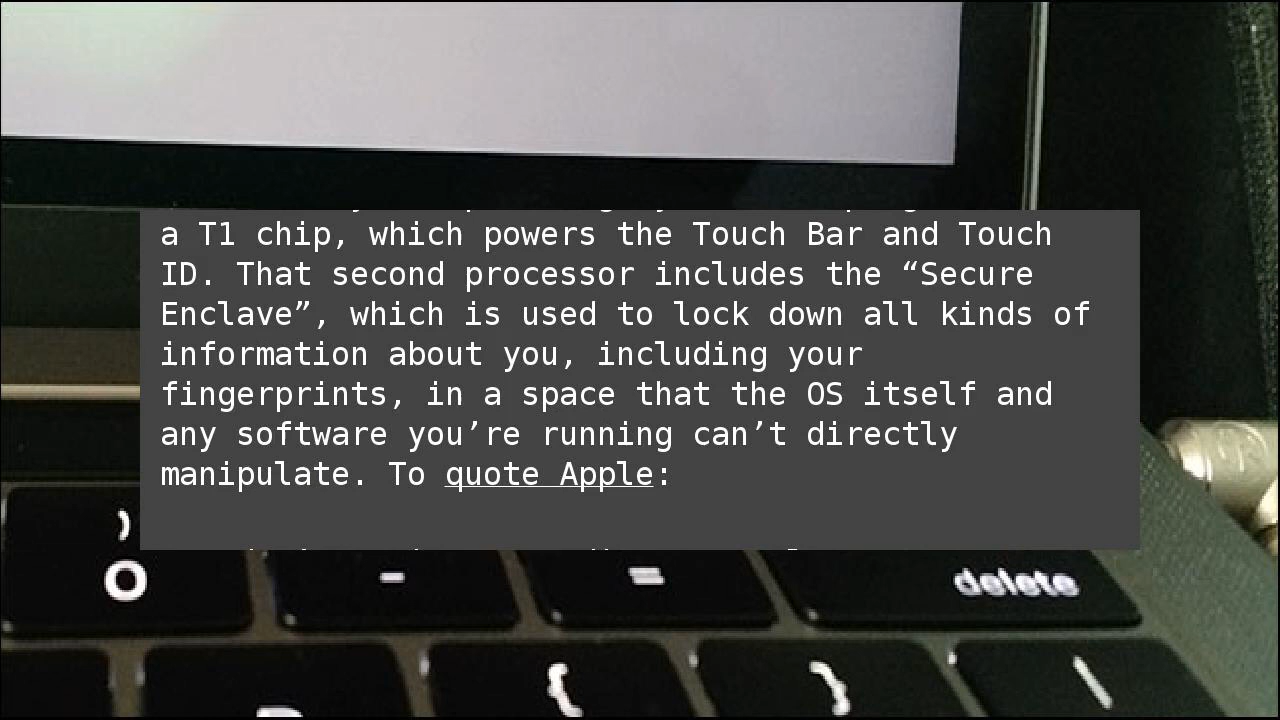 a T1 chip, which powers the Touch Bar and Touch
ID. That second processor includes the “Secure
Enclave”, which is used to lock down all kinds of
information about you, including your
fingerprints, in a space that the OS itself and
any software you’re running can’t directly
manipulate. To quote Apple:
)
0 - = delete
{ } |